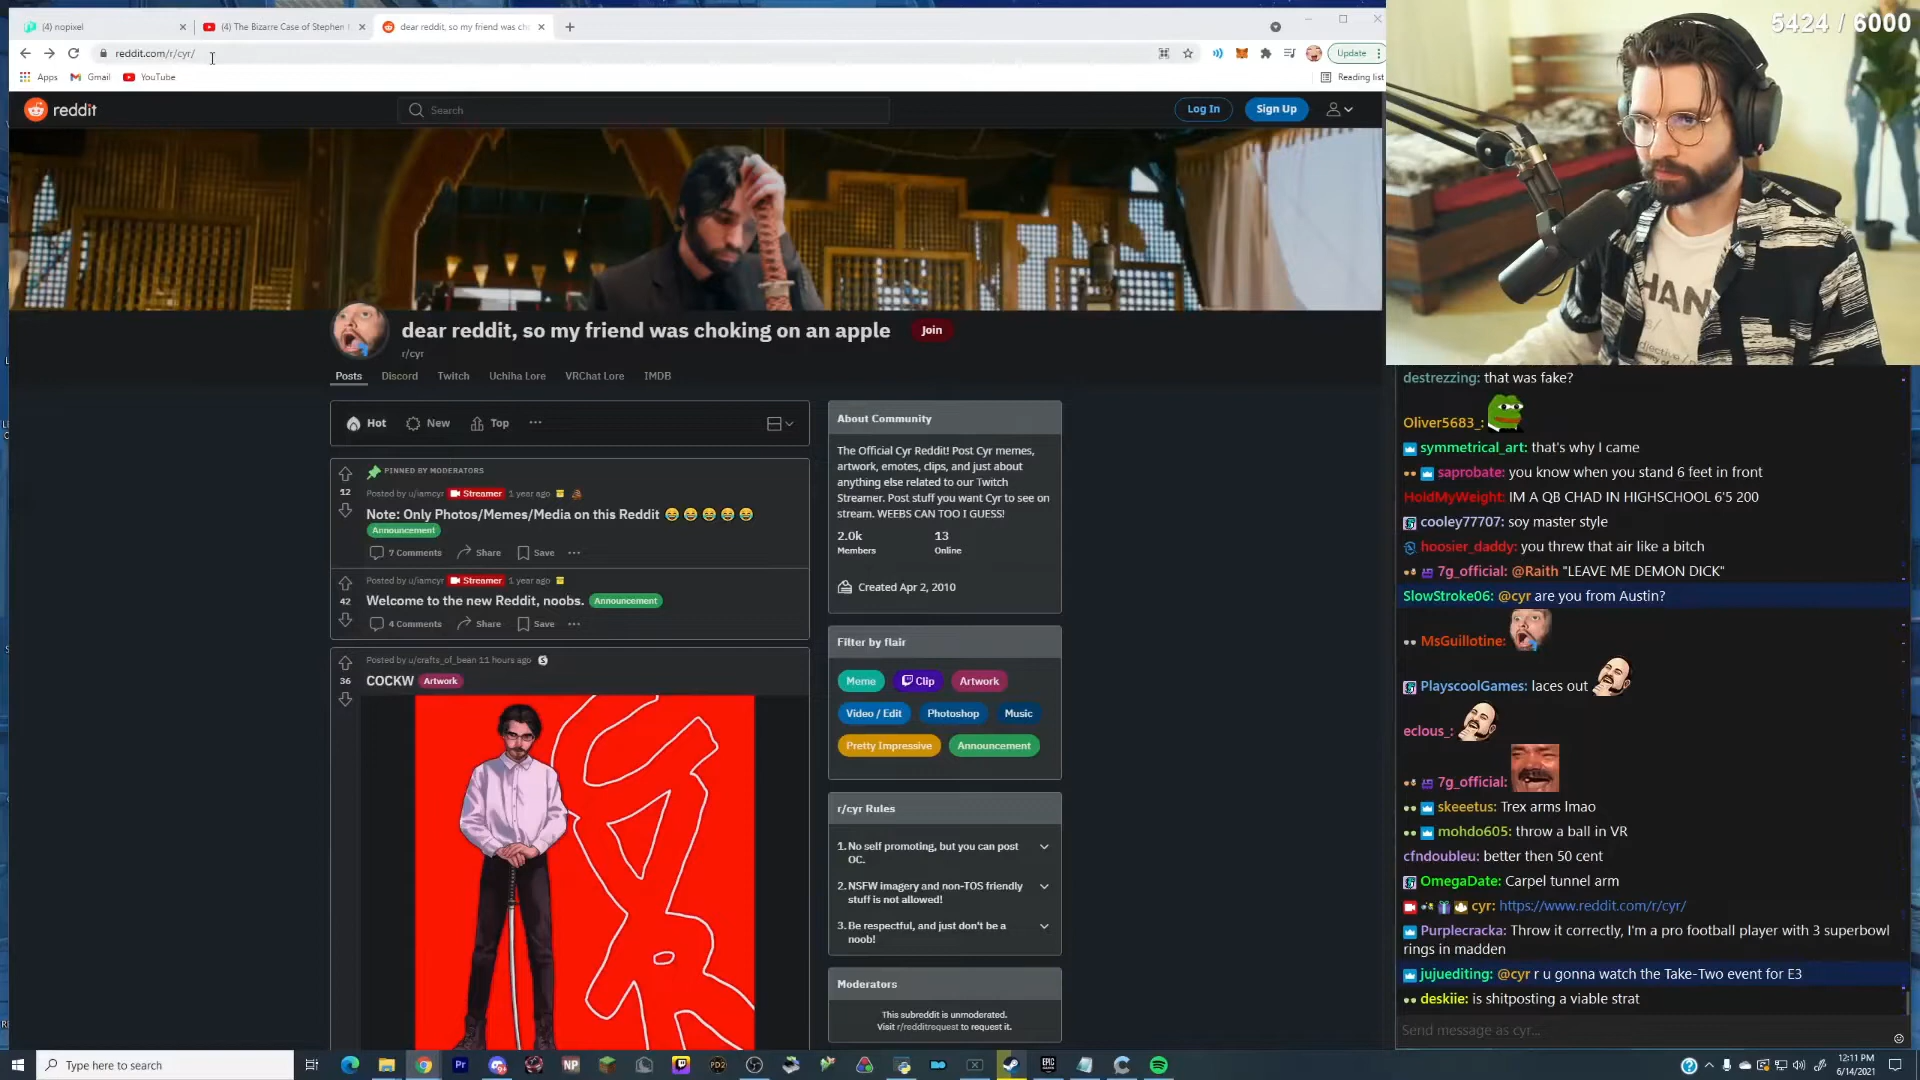 (4) nopixel
(4) The Bizarre Case of Stephen
dear reddit, so my friend was ch
5424 / 6000
reddit.com/r/cyr/
Update
Apps
Gmail
YouTube
Reading list
reddit
Search
Log In
Sign Up
dear reddit, so my friend was choking on an apple
Join
r/cyr
Posts
Discord
Twitch
Uchiha Lore
VRChat Lore
IMDB
Hot
New
Top
PINNED BY MODERATORS
12
Posted by u/iamcyr Streamer 1 year ago
Note: Only Photos/Memes/Media on this Reddit 😂 😂 😂 😂 😂
Announcement
7 Comments Share Save
Posted by u/iamcyr Streamer 1 year ago
42
Welcome to the new Reddit, noobs. Announcement
4 Comments Share Save
Posted by u/crafts_of_bean 11 hours ago
36
COCKW Artwork
About Community
The Official Cyr Reddit! Post Cyr memes,
artwork, emotes, clips, and just about
anything else related to our Twitch
Streamer. Post stuff you want Cyr to see on
stream. WEEBS CAN TOO I GUESS!
2.0k 13
Members Online
Created Apr 2, 2010
Filter by flair
Meme Clip Artwork
Video / Edit Photoshop Music
Pretty Impressive Announcement
r/cyr Rules
1. No self promoting, but you can post
OC.
2. NSFW imagery and non-TOS friendly
stuff is not allowed!
3. Be respectful, and just don't be a
noob!
Moderators
This subreddit is unmoderated.
Visit r/redditrequest to request it.
destrezzing: that was fake?
Oliver5683_:
symmetrical_art: that's why I came
saprobate: you know when you stand 6 feet in front
HoldMyWeight: IM A QB CHAD IN HIGHSCHOOL 6'5 200
cooley77707: soy master style
hoosier_daddy: you threw that air like a bitch
7g_official: @Raith "LEAVE ME DEMON DICK"
SlowStroke06: @cyr are you from Austin?
MsGuillotine:
PlayscoolGames: laces out
eclous_:
7g_official:
skeeetus: Trex arms lmao
mohdo605: throw a ball in VR
cfndoubleu: better then 50 cent
OmegaDate: Carpel tunnel arm
cyr: https://www.reddit.com/r/cyr/
Purplecracka: Throw it correctly, I'm a pro football player with 3 superbowl
rings in madden
jujuediting: @cyr r u gonna watch the Take-Two event for E3
deskiie: is shitposting a viable strat
Send message as cyr...
Type here to search
Pr
NP
PD2
EPIC
12:11 PM
6/14/2021